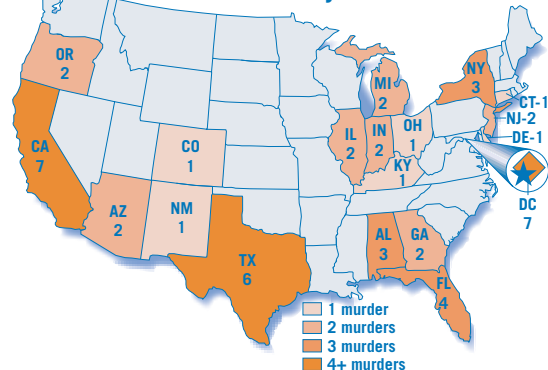 OR
2
CA
7
AZ
2
CO
1
NM
1
TX
6
IL
2
IN
2
MI
2
OH
1
KY
1
AL
3
GA
2
FL
4
NY
3
CT-1
NJ-2
DE-1
DC
7
1 murder
2 murders
3 murders
4+ murders